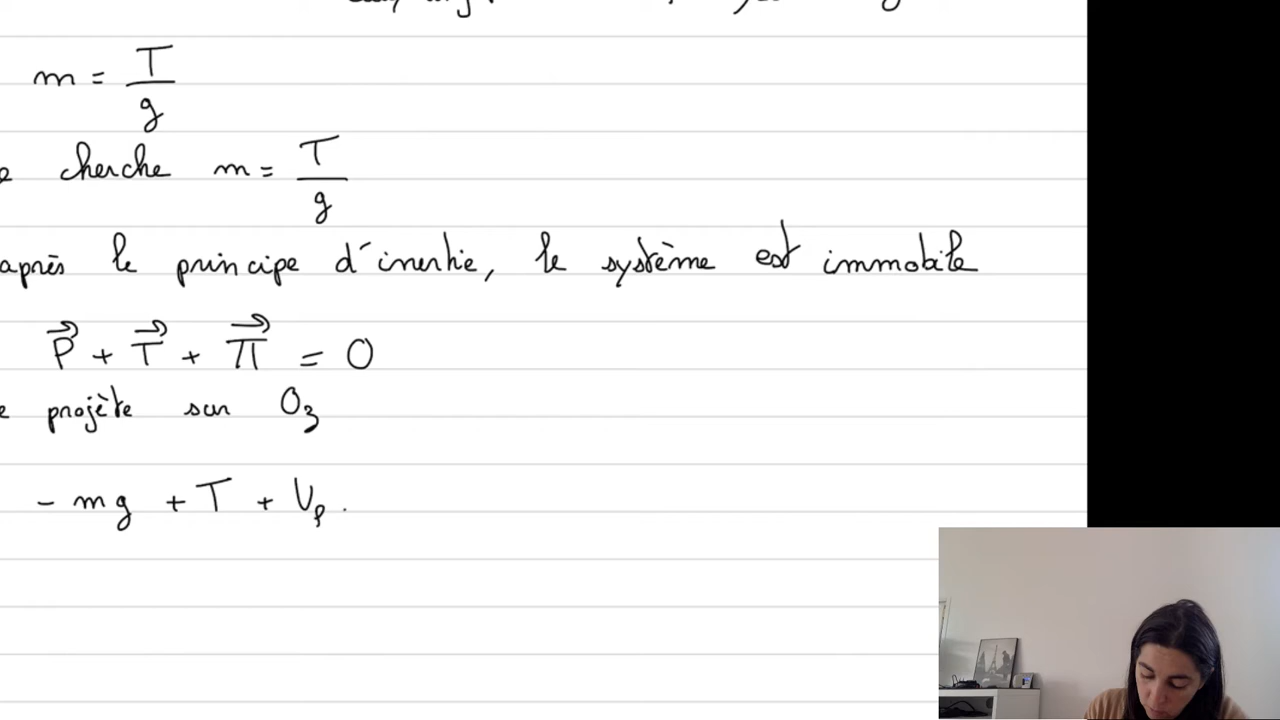 m = T/g
cherche m = T/g
après le principe d'inertie, le système est immobile
P⃗ + T⃗ + Π⃗ = 0
projète sur Oz
- mg + T + Vρ.